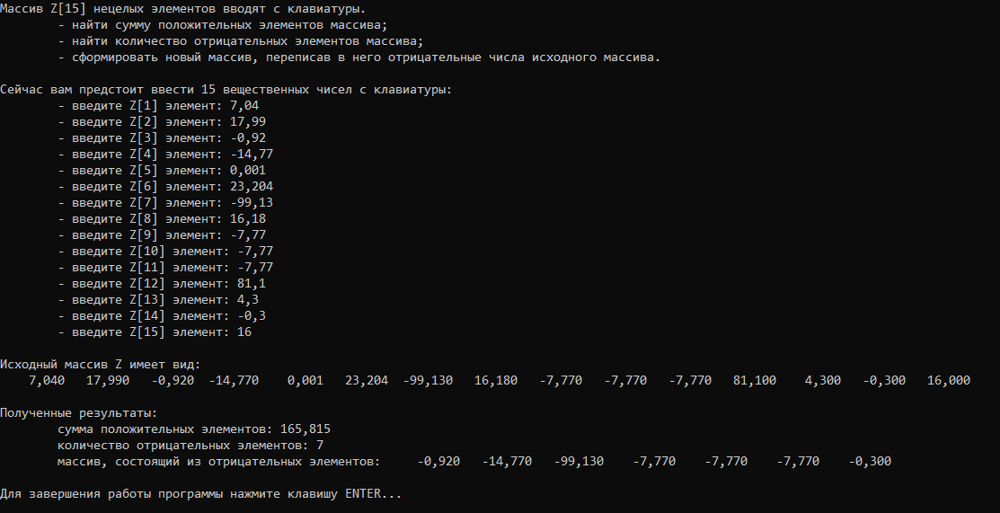 Массив Z[15] нецелых элементов вводят с клавиатуры.
- найти сумму положительных элементов массива;
- найти количество отрицательных элементов массива;
- сформировать новый массив, переписав в него отрицательные числа исходного массива.
Сейчас вам предстоит ввести 15 вещественных чисел с клавиатуры:
- введите Z[1] элемент: 7,04
- введите Z[2] элемент: 17,99
- введите Z[3] элемент: -0,92
- введите Z[4] элемент: -14,77
- введите Z[5] элемент: 0,001
- введите Z[6] элемент: 23,204
- введите Z[7] элемент: -99,13
- введите Z[8] элемент: 16,18
- введите Z[9] элемент: -7,77
- введите Z[10] элемент: -7,77
- введите Z[11] элемент: -7,77
- введите Z[12] элемент: 81,1
- введите Z[13] элемент: 4,3
- введите Z[14] элемент: -0,3
- введите Z[15] элемент: 16
Исходный массив Z имеет вид:
7,040 17,990 -0,920 -14,770 0,001 23,204 -99,130 16,180 -7,770 -7,770 -7,770 81,100 4,300 -0,300 16,000
Полученные результаты:
сумма положительных элементов: 165,815
количество отрицательных элементов: 7
массив, состоящий из отрицательных элементов: -0,920 -14,770 -99,130 -7,770 -7,770 -7,770 -0,300
Для завершения работы программы нажмите клавишу ENTER...